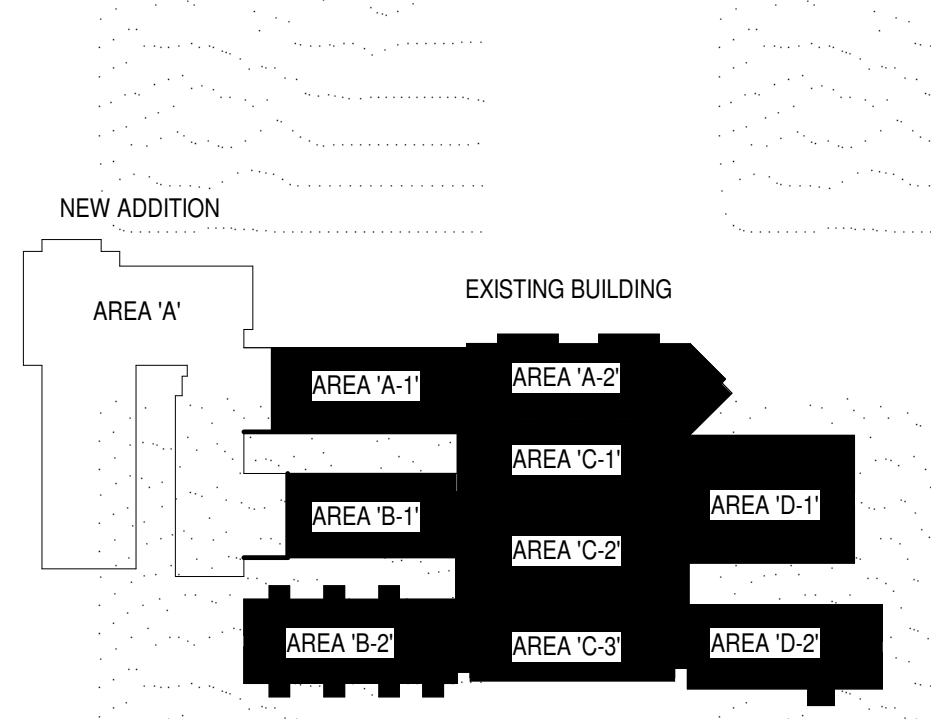 NEW ADDITION
AREA 'A'
EXISTING BUILDING
AREA 'A-1'
AREA 'A-2'
AREA 'C-1'
AREA 'B-1'
AREA 'D-1'
AREA 'C-2'
AREA 'B-2'
AREA 'C-3'
AREA 'D-2'